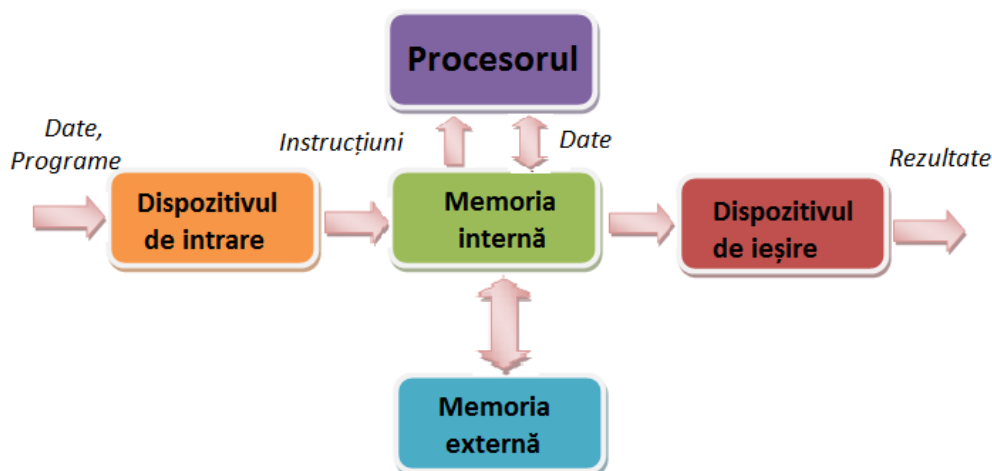 Procesorul
Date,
Programe
Instrucțiuni
Date
Rezultate
Dispozitivul
de intrare
Memoria
internă
Dispozitivul
de ieșire
Memoria
externă